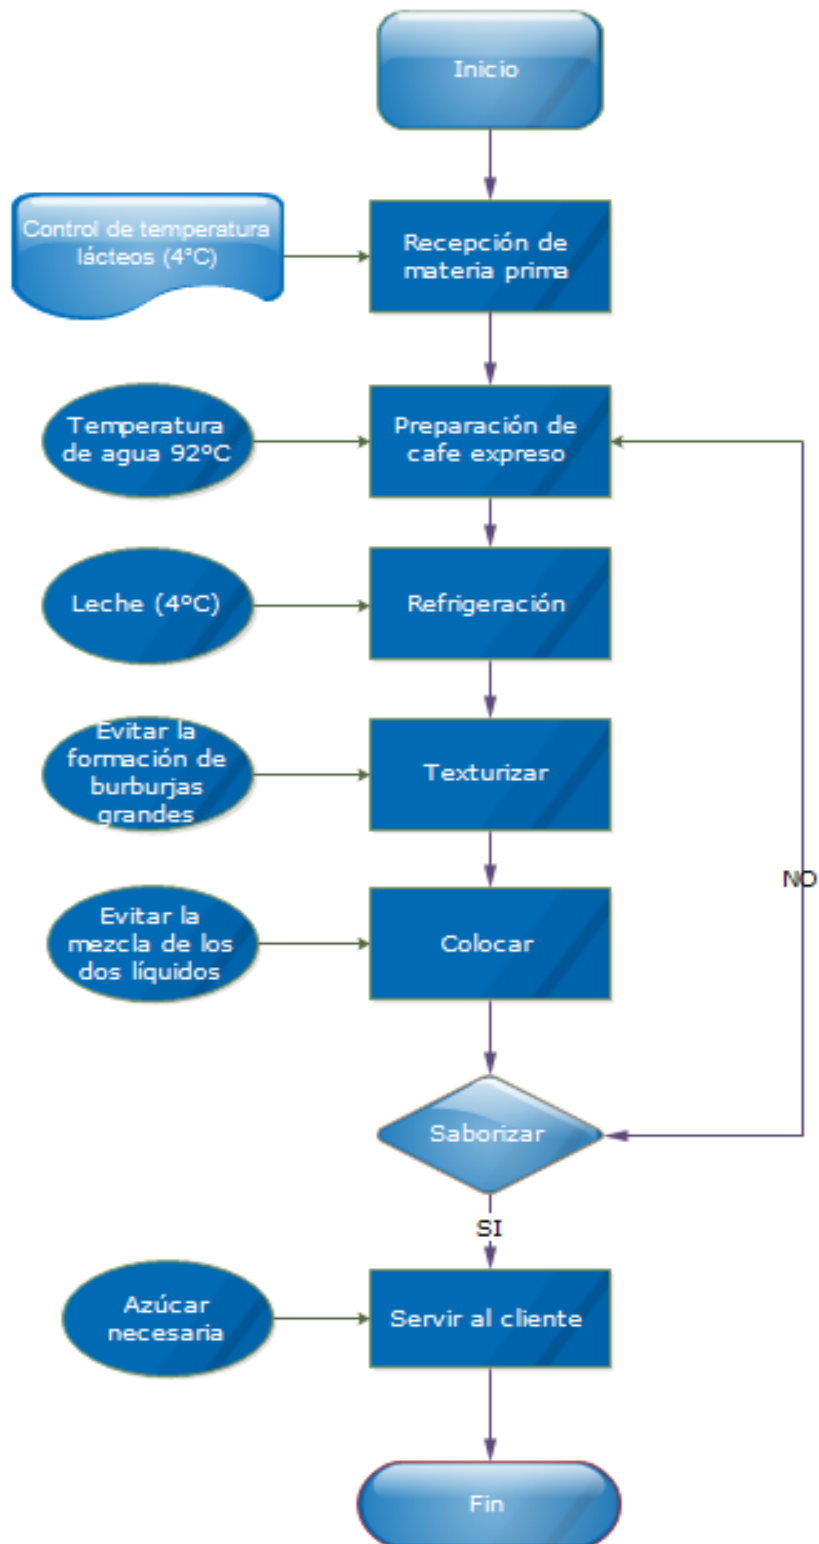 Inicio
Control de temperatura
lácteos (4°C)
Recepción de
materia prima
Temperatura
de agua 92°C
Preparación de
cafe expreso
Leche (4°C)
Refrigeración
Evitar la
formación de
burburjas
grandes
Texturizar
NO
Evitar la
mezcla de los
dos líquidos
Colocar
Saborizar
SI
Azúcar
necesaria
Servir al cliente
Fin